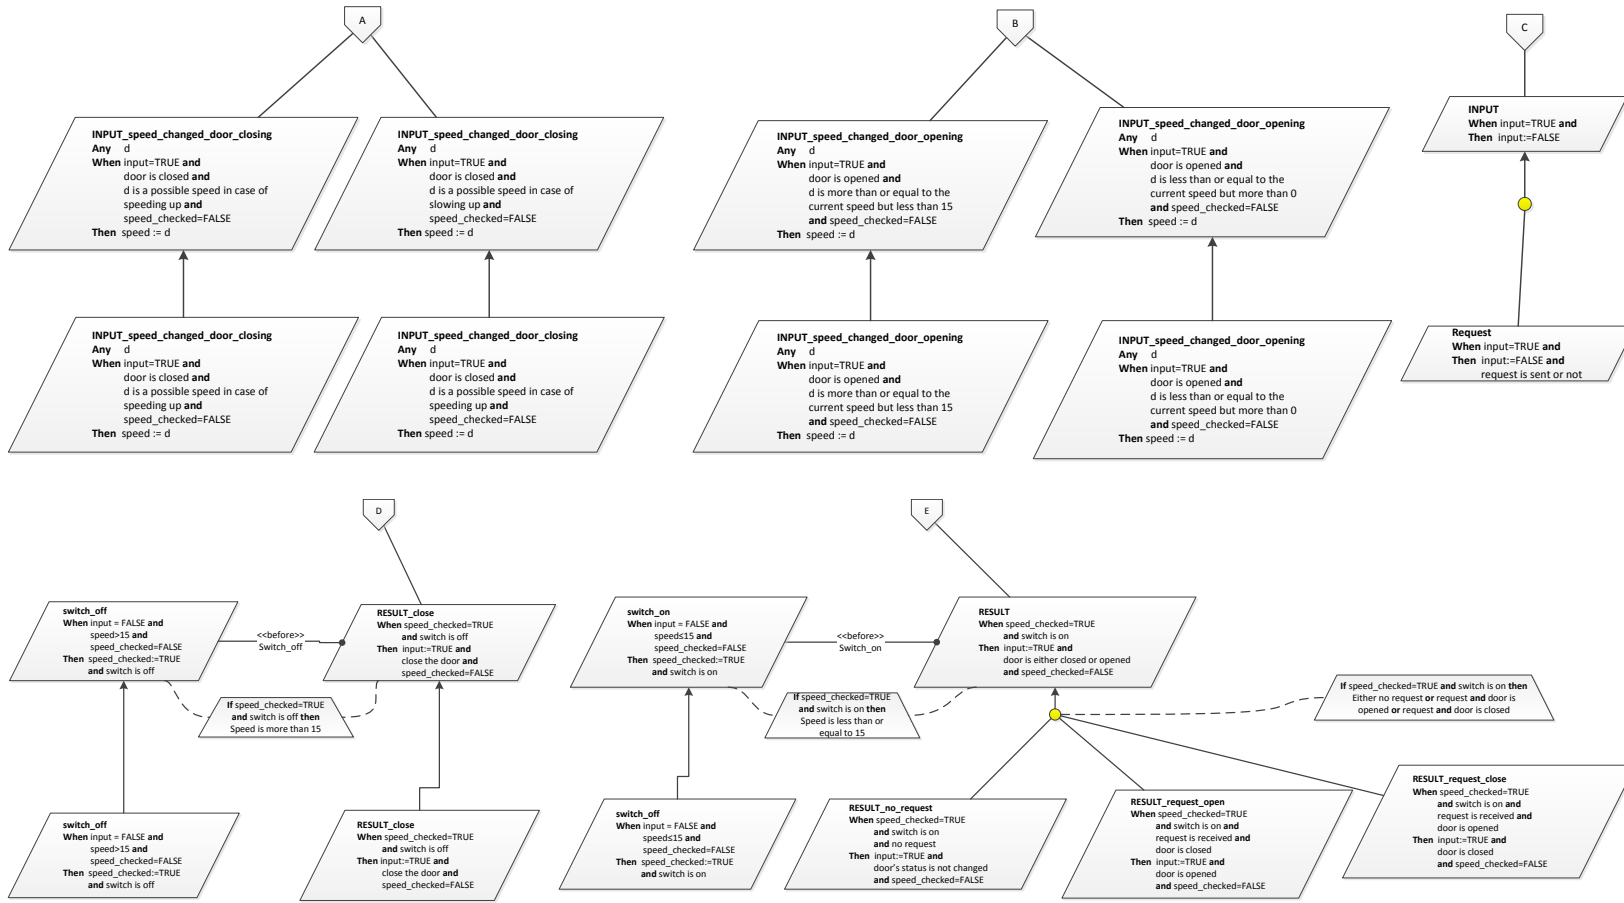 A
INPUT_speed_changed_door_closing
Any d
When input=TRUE and
door is closed and
d is a possible speed in case of
speeding up and
speed_checked=FALSE
Then speed := d
INPUT_speed_changed_door_closing
Any d
When input=TRUE and
door is closed and
d is a possible speed in case of
slowing up and
speed_checked=FALSE
Then speed := d
INPUT_speed_changed_door_closing
Any d
When input=TRUE and
door is closed and
d is a possible speed in case of
speeding up and
speed_checked=FALSE
Then speed := d
INPUT_speed_changed_door_closing
Any d
When input=TRUE and
door is closed and
d is a possible speed in case of
speeding up and
speed_checked=FALSE
Then speed := d
B
INPUT_speed_changed_door_opening
Any d
When input=TRUE and
door is opened and
d is more than or equal to the
current speed but less than 15
and speed_checked=FALSE
Then speed := d
INPUT_speed_changed_door_opening
Any d
When input=TRUE and
door is opened and
d is less than or equal to the
current speed but more than 0
and speed_checked=FALSE
Then speed := d
INPUT_speed_changed_door_opening
Any d
When input=TRUE and
door is opened and
d is more than or equal to the
current speed but less than 15
and speed_checked=FALSE
Then speed := d
INPUT_speed_changed_door_opening
Any d
When input=TRUE and
door is opened and
d is less than or equal to the
current speed but more than 0
and speed_checked=FALSE
Then speed := d
C
INPUT
When input=TRUE and
Then input:=FALSE
Request
When input=TRUE and
Then input:=FALSE and
request is sent or not
D
switch_off
When input = FALSE and
speed>15 and
speed_checked=FALSE
Then speed_checked:=TRUE
and switch is off
<<before>>
Switch_off
RESULT_close
When speed_checked=TRUE
and switch is off
Then input:=TRUE and
close the door and
speed_checked=FALSE
If speed_checked=TRUE
and switch is off then
Speed is more than 15
switch_off
When input = FALSE and
speed>15 and
speed_checked=FALSE
Then speed_checked:=TRUE
and switch is off
RESULT_close
When speed_checked=TRUE
and switch is off
Then input:=TRUE and
close the door and
speed_checked=FALSE
E
switch_on
When input = FALSE and
speed≤15 and
speed_checked=FALSE
Then speed_checked:=TRUE
and switch is on
<<before>>
Switch_on
RESULT
When speed_checked=TRUE
and switch is on
Then input:=TRUE and
door is either closed or opened
and speed_checked=FALSE
If speed_checked=TRUE
and switch is on then
Speed is less than or
equal to 15
If speed_checked=TRUE and switch is on then
Either no request or request and door is
opened or request and door is closed
switch_off
When input = FALSE and
speed≤15 and
speed_checked=FALSE
Then speed_checked:=TRUE
and switch is on
RESULT_no_request
When speed_checked=TRUE
and switch is on
and no request
Then input:=TRUE and
door's status is not changed
and speed_checked=FALSE
RESULT_request_open
When speed_checked=TRUE
and switch is on and
request is received and
door is closed
Then input:=TRUE and
door is opened
and speed_checked=FALSE
RESULT_request_close
When speed_checked=TRUE
and switch is on and
request is received and
door is opened
Then input:=TRUE and
door is closed
and speed_checked=FALSE